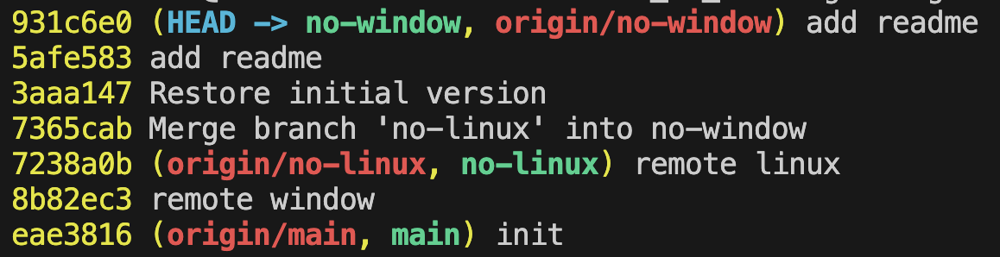 931c6e0 (HEAD -> no-window, origin/no-window) add readme
5afe583 add readme
3aaa147 Restore initial version
7365cab Merge branch 'no-linux' into no-window
7238a0b (origin/no-linux, no-linux) remote linux
8b82ec3 remote window
eae3816 (origin/main, main) init